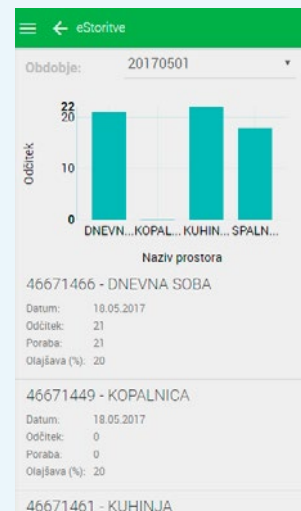 eStoritve
Obdobje: 20170501
22
20
10
0
Odčitek
DNEVN... KOPAL... KUHIN... SPALN...
Naziv prostora
46671466 - DNEVNA SOBA
Datum: 18.05.2017
Odčitek: 21
Poraba: 21
Olajšava (%): 20
46671449 - KOPALNICA
Datum: 18.05.2017
Odčitek: 0
Poraba: 0
Olajšava (%): 20
46671461 - KUHINJA